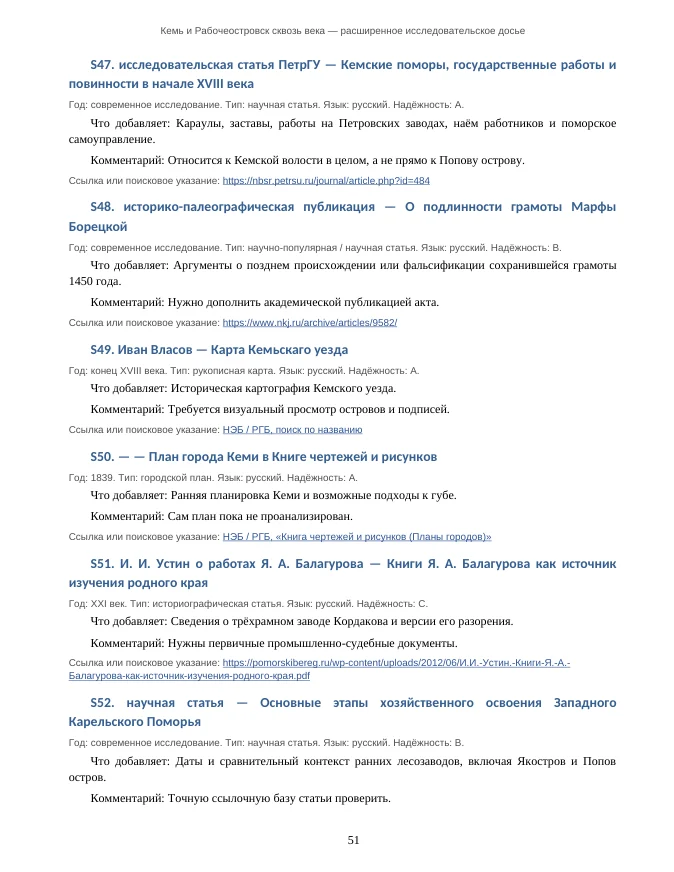 Кемь и Рабочеостровск сквозь века — расширенное исследовательское досье
S47. исследовательская статья ПетрГУ — Кемские поморы, государственные работы и
повинности в начале XVIII века
Год: современное исследование. Тип: научная статья. Язык: русский. Надёжность: A.
Что добавляет: Караулы, заставы, работы на Петровских заводах, наём работников и поморское
самоуправление.
Комментарий: Относится к Кемской волости в целом, а не прямо к Попову острову.
Ссылка или поисковое указание: https://nbsr.petrsu.ru/journal/article.php?id=484
S48. историко-палеографическая публикация — О подлинности грамоты Марфы
Борецкой
Год: современное исследование. Тип: научно-популярная / научная статья. Язык: русский. Надёжность: B.
Что добавляет: Аргументы о позднем происхождении или фальсификации сохранившейся грамоты
1450 года.
Комментарий: Нужно дополнить академической публикацией акта.
Ссылка или поисковое указание: https://www.nkj.ru/archive/articles/9582/
S49. Иван Власов — Карта Кемьскаго уезда
Год: конец XVIII века. Тип: рукописная карта. Язык: русский. Надёжность: A.
Что добавляет: Историческая картография Кемского уезда.
Комментарий: Требуется визуальный просмотр островов и подписей.
Ссылка или поисковое указание: НЭБ / РГБ, поиск по названию
S50. — — План города Кеми в Книге чертежей и рисунков
Год: 1839. Тип: городской план. Язык: русский. Надёжность: A.
Что добавляет: Ранняя планировка Кеми и возможные подходы к губе.
Комментарий: Сам план пока не проанализирован.
Ссылка или поисковое указание: НЭБ / РГБ, «Книга чертежей и рисунков (Планы городов)»
S51. И. И. Устин о работах Я. А. Балагурова — Книги Я. А. Балагурова как источник
изучения родного края
Год: XXI век. Тип: историографическая статья. Язык: русский. Надёжность: C.
Что добавляет: Сведения о трёхрамном заводе Кордакова и версии его разорения.
Комментарий: Нужны первичные промышленно-судебные документы.
Ссылка или поисковое указание: https://pomorskibereg.ru/wp-content/uploads/2012/06/И.И.-Устин.-Книги-Я.-А.-
Балагурова-как-источник-изучения-родного-края.pdf
S52. научная статья — Основные этапы хозяйственного освоения Западного
Карельского Поморья
Год: современное исследование. Тип: научная статья. Язык: русский. Надёжность: B.
Что добавляет: Даты и сравнительный контекст ранних лесозаводов, включая Якостров и Попов
остров.
Комментарий: Точную ссылочную базу статьи проверить.
51